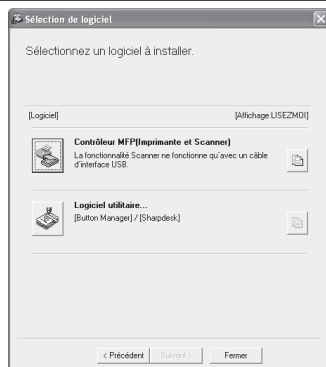 Sélection de logiciel
Sélectionnez un logiciel à installer.
[Logiciel] [Affichage LISEZMOI]
Contrôleur MFP(Imprimante et Scanner)
La fonctionnalité Scanner ne fonctionne qu'avec un câble
d'interface USB.
Logiciel utilitaire...
[Button Manager] / [Sharpdesk]
< Précédent Suivant > Fermer